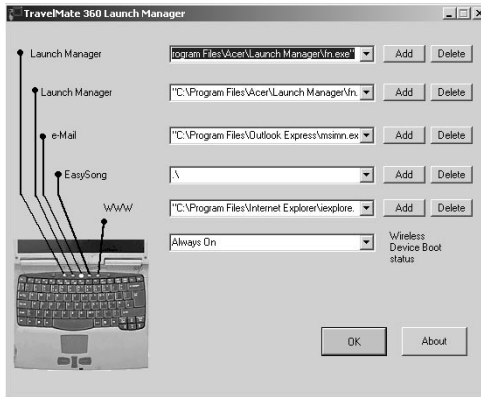 TravelMate 360 Launch Manager
Launch Manager
rogram Files\Acer\Launch Manager\fn.exe"
Add
Delete
Launch Manager
"C:\Program Files\Acer\Launch Manager\fn.
Add
Delete
e-Mail
"C:\Program Files\Outlook Express\msimn.ex
Add
Delete
EasySong
.\
Add
Delete
WWW
"C:\Program Files\Internet Explorer\iexplore.
Add
Delete
Always On
Wireless
Device Boot
status
OK
About